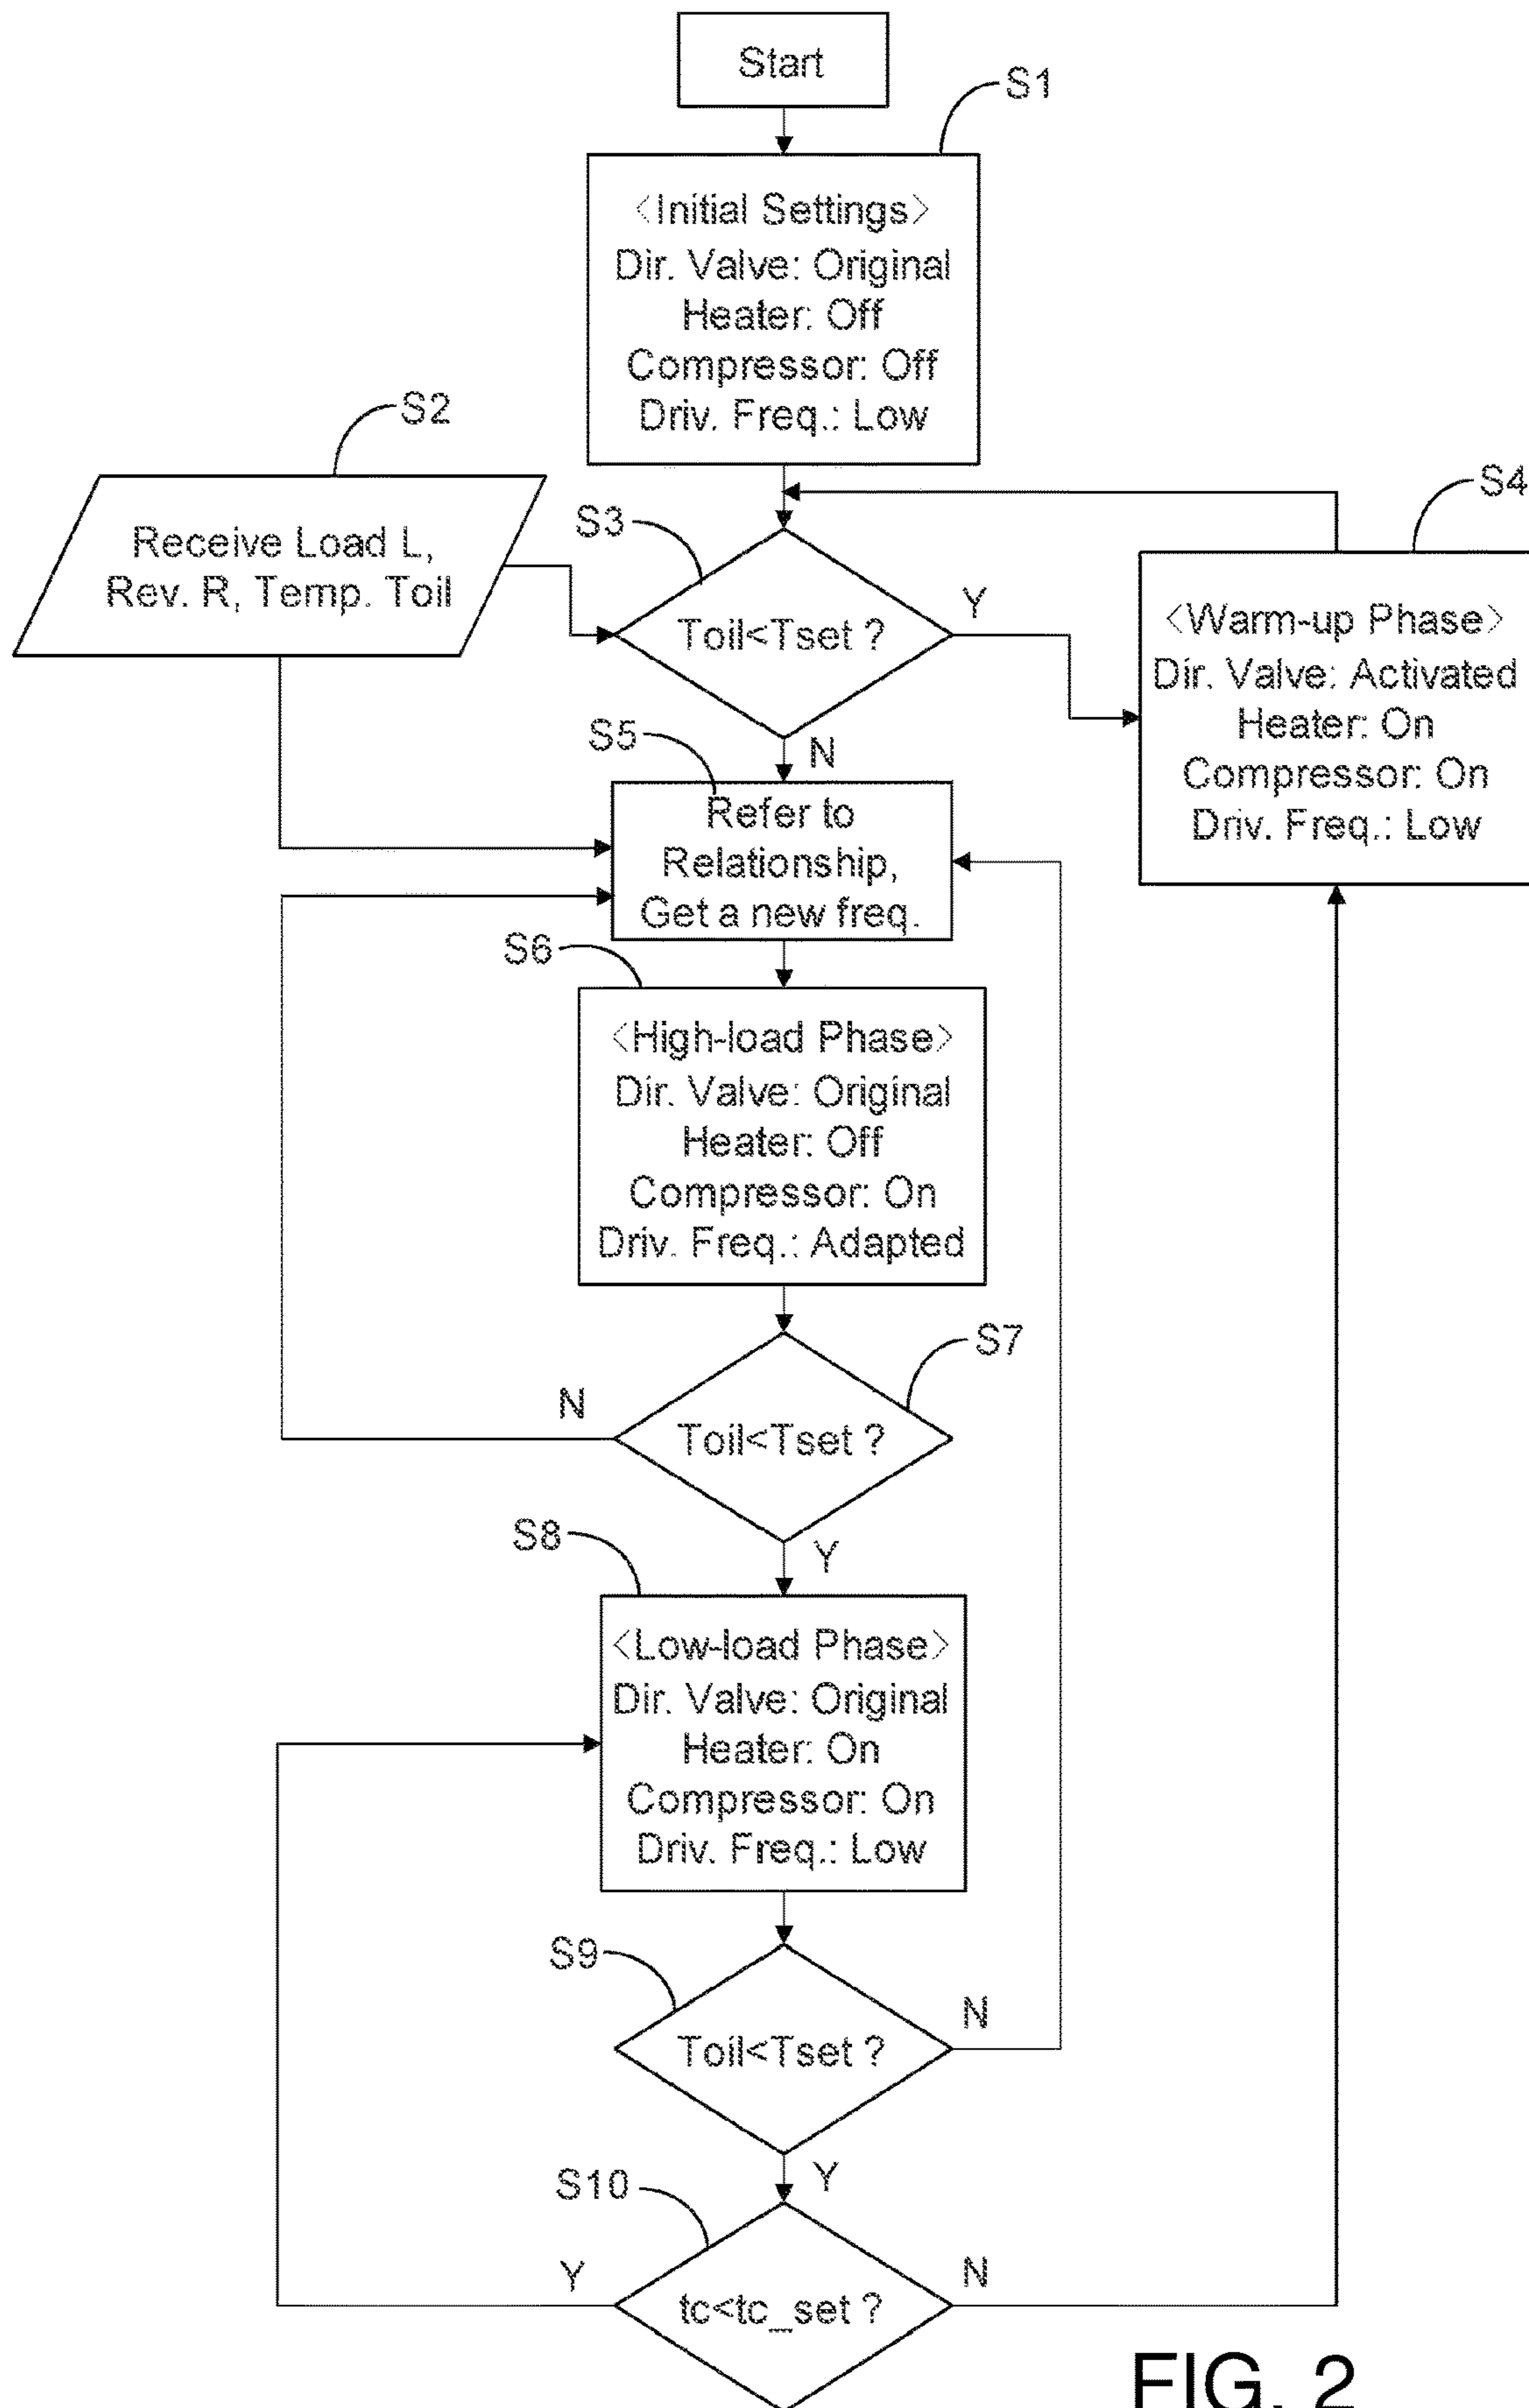 Start
S1
<Initial Settings>
Dir. Valve: Original
Heater: Off
Compressor: Off
Driv. Freq.: Low
S2
Receive Load L,
Rev. R, Temp. Toil
S3
Toil<Tset ?
Y
N
S4
<Warm-up Phase>
Dir. Valve: Activated
Heater: On
Compressor: On
Driv. Freq.: Low
S5
Refer to
Relationship,
Get a new freq.
S6
<High-load Phase>
Dir. Valve: Original
Heater: Off
Compressor: On
Driv. Freq.: Adapted
S7
Toil<Tset ?
N
Y
S8
<Low-load Phase>
Dir. Valve: Original
Heater: On
Compressor: On
Driv. Freq.: Low
S9
Toil<Tset ?
N
Y
S10
tc<tc_set ?
Y
N
FIG. 2